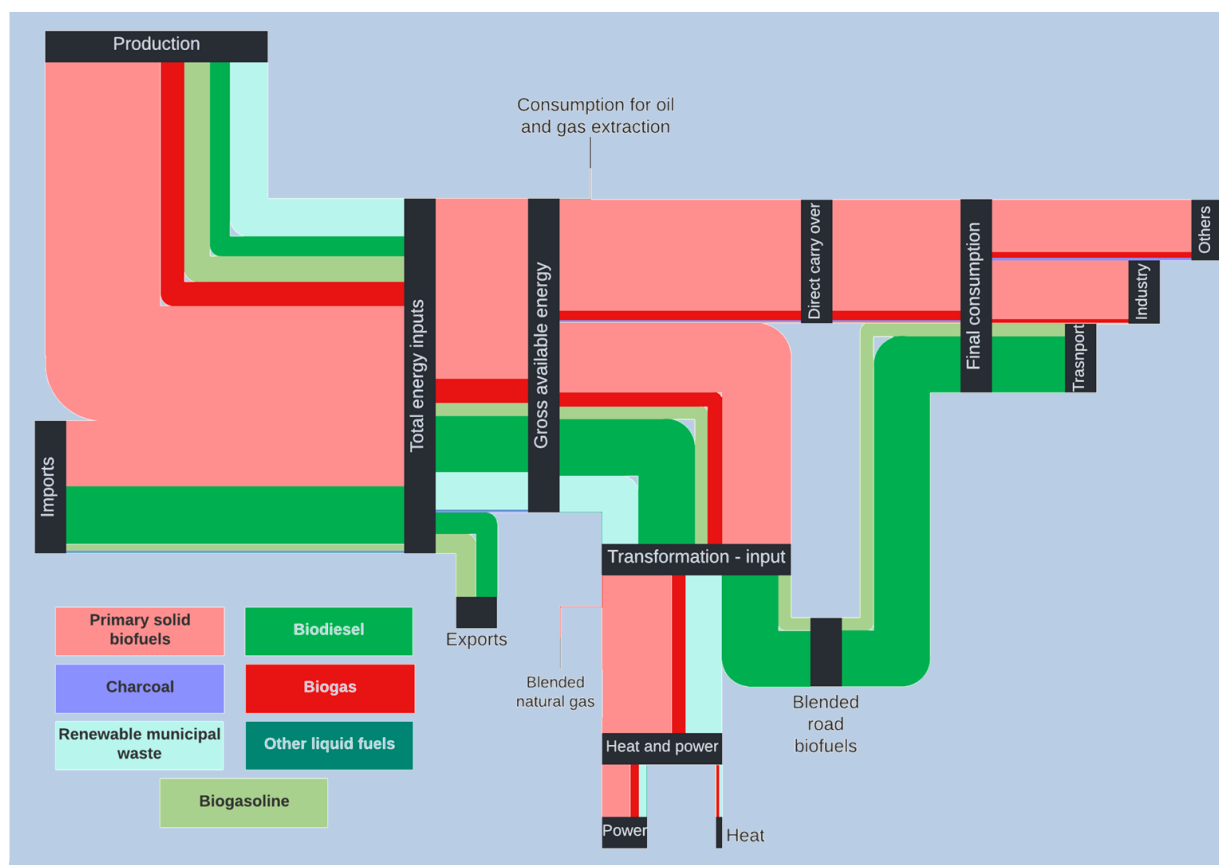 Production
Consumption for oil
and gas extraction
Total energy inputs
Gross available energy
Direct carry over
Final consumption
Others
Industry
Trasnport
Imports
Exports
Transformation - input
Blended
natural gas
Heat and power
Blended
road
biofuels
Power
Heat
Primary solid
biofuels
Biodiesel
Charcoal
Biogas
Renewable municipal
waste
Other liquid fuels
Biogasoline